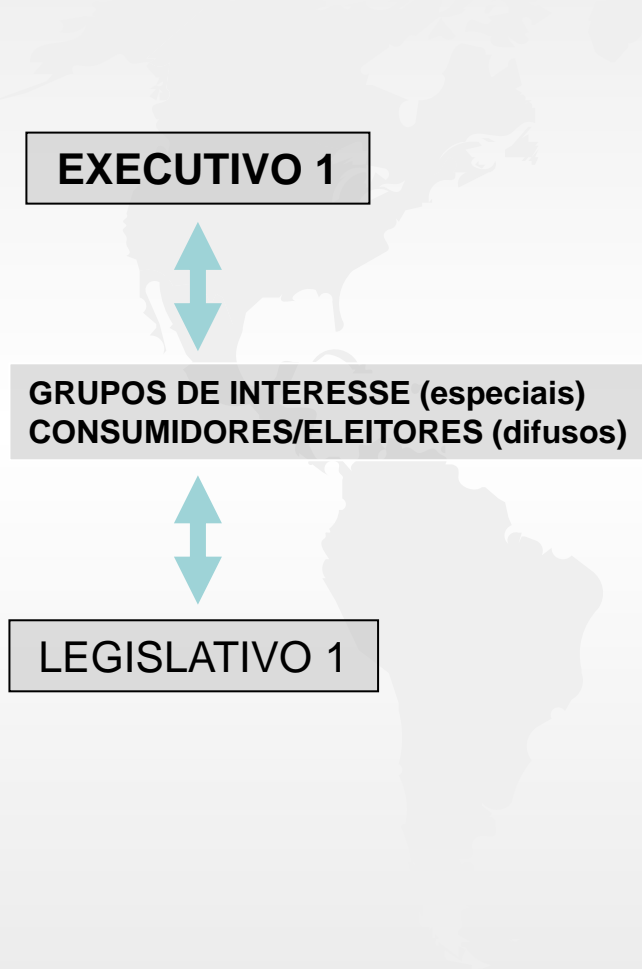 EXECUTIVO 1
GRUPOS DE INTERESSE (especiais)
CONSUMIDORES/ELEITORES (difusos)
LEGISLATIVO 1